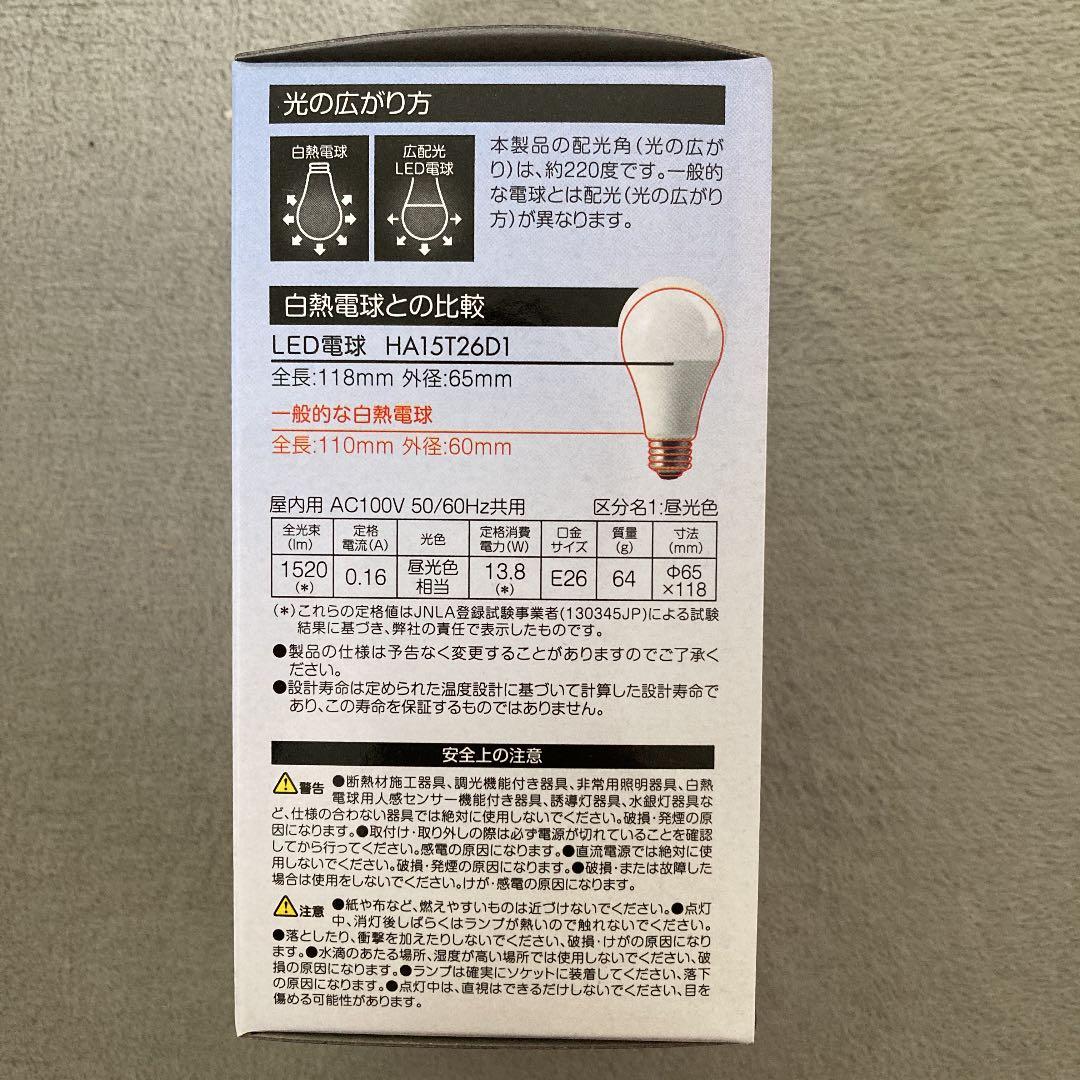 光の広がり方
白熱電球
広配光
LED電球
本製品の配光角(光の広が
り)は、約220度です。一般的
な電球とは配光(光の広がり
方)が異なります。
白熱電球との比較
LED電球 HA15T26D1
全長:118mm 外径:65mm
一般的な白熱電球
全長:110mm 外径:60mm
屋内用 AC100V 50/60Hz共用 区分名1:昼光色
全光束(lm) 定格電流(A) 光色 定格消費電力(W) 口金サイズ 質量(g) 寸法(mm)
1520(*) 0.16 昼光色相当 13.8(*) E26 64 Φ65×118
(*)これらの定格値はJNLA登録試験事業者(130345JP)による試験
結果に基づき、弊社の責任で表示したものです。
●製品の仕様は予告なく変更することがありますのでご了承く
ださい。
●設計寿命は定められた温度設計に基づいて計算した設計寿命で
あり、この寿命を保証するものではありません。
安全上の注意
警告 ●断熱材施工器具、調光機能付き器具、非常用照明器具、白熱
電球用人感センサー機能付き器具、誘導灯器具、水銀灯器具な
ど、仕様の合わない器具では絶対に使用しないでください。破損・発煙の原
因になります。●取付け・取り外しの際は必ず電源が切れていることを確認
してから行ってください。感電の原因になります。●直流電源では絶対に使
用しないでください。破損・発煙の原因になります。●破損・または故障した
場合は使用をしないでください。けが・感電の原因になります。
注意 ●紙や布など、燃えやすいものは近づけないでください。●点灯
中、消灯後しばらくはランプが熱いので触れないでください。
●落としたり、衝撃を加えたりしないでください、破損・けがの原因になり
ます。●水滴のあたる場所、湿度が高い場所では使用しないでください、破
損の原因になります。●ランプは確実にソケットに装着してください、落下
の原因になります。●点灯中は、直視はできるだけしないでください、目を
傷める可能性があります。